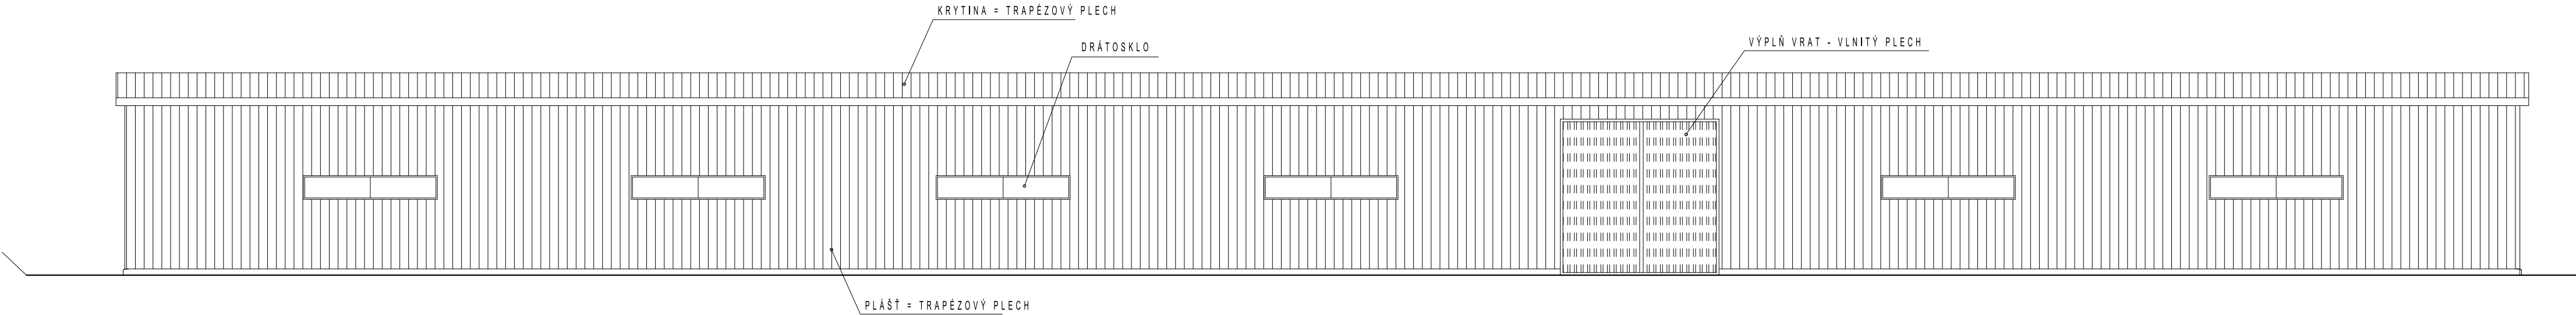 KRYTINA = TRAPÉZOVÝ PLECH
DRÁTOSKLO
VÝPLŇ VRAT - VLNITÝ PLECH
PLÁŠŤ = TRAPÉZOVÝ PLECH